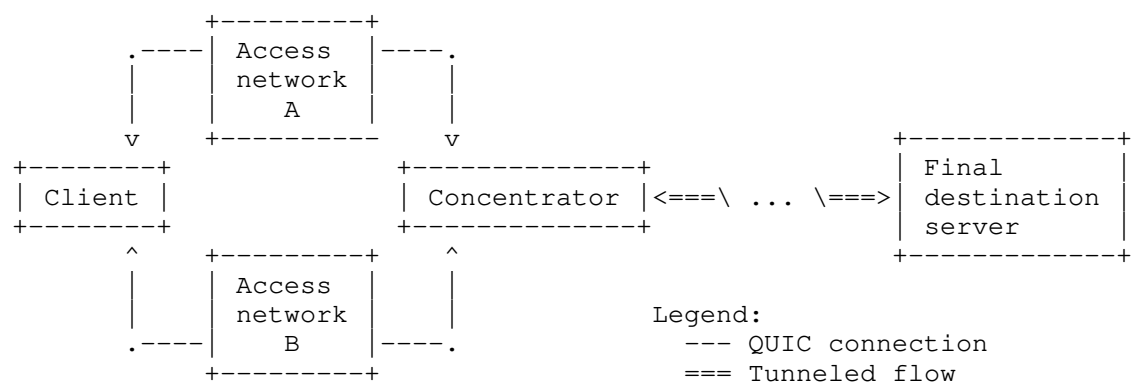 Access
network
A
Client
Concentrator
...
Final
destination
server
Access
network
B
Legend:
--- QUIC connection
=== Tunneled flow